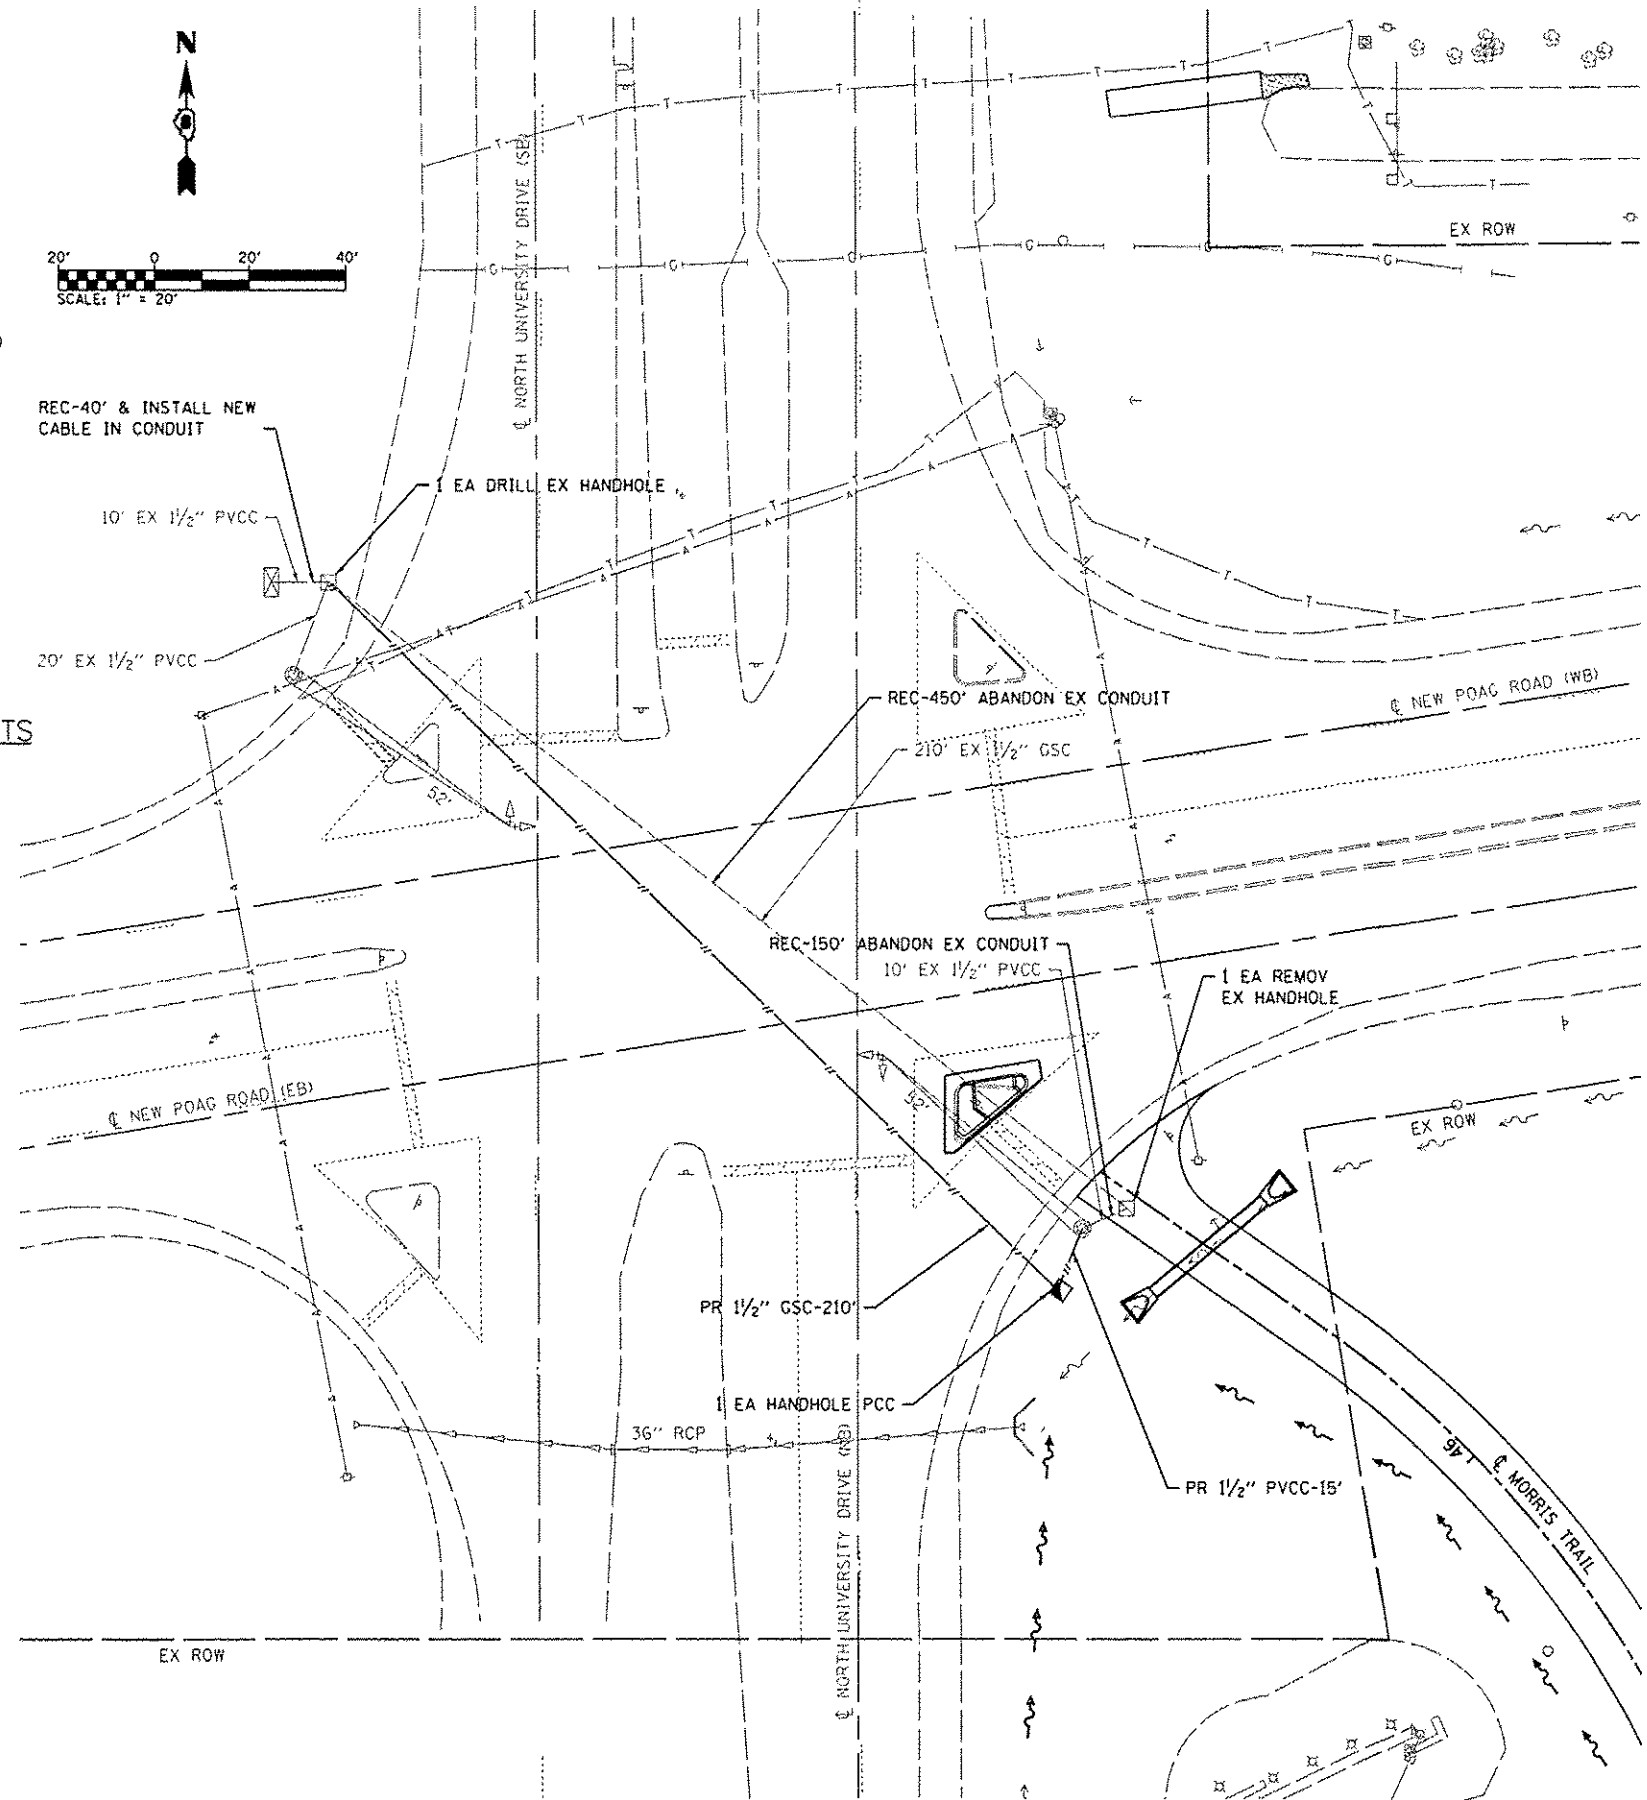 N
20' 0 20' 40'
SCALE: 1" = 20'
EX ROW
℄ NORTH UNIVERSITY DRIVE (SB)
REC-40' & INSTALL NEW
CABLE IN CONDUIT
1 EA DRILL EX HANDHOLE
10' EX 1½" PVCC
20' EX 1½" PVCC
TS
52'
REC-450' ABANDON EX CONDUIT
210' EX 1½" GSC
℄ NEW POAG ROAD (WB)
REC-150' ABANDON EX CONDUIT
10' EX 1½" PVCC
1 EA REMOV
EX HANDHOLE
℄ NEW POAG ROAD (EB)
52'
EX ROW
PR 1½" GSC-210'
1 EA HANDHOLE PCC
36" RCP
PR 1½" PVCC-15'
146
℄ MORRIS TRAIL
℄ NORTH UNIVERSITY DRIVE (NB)
EX ROW